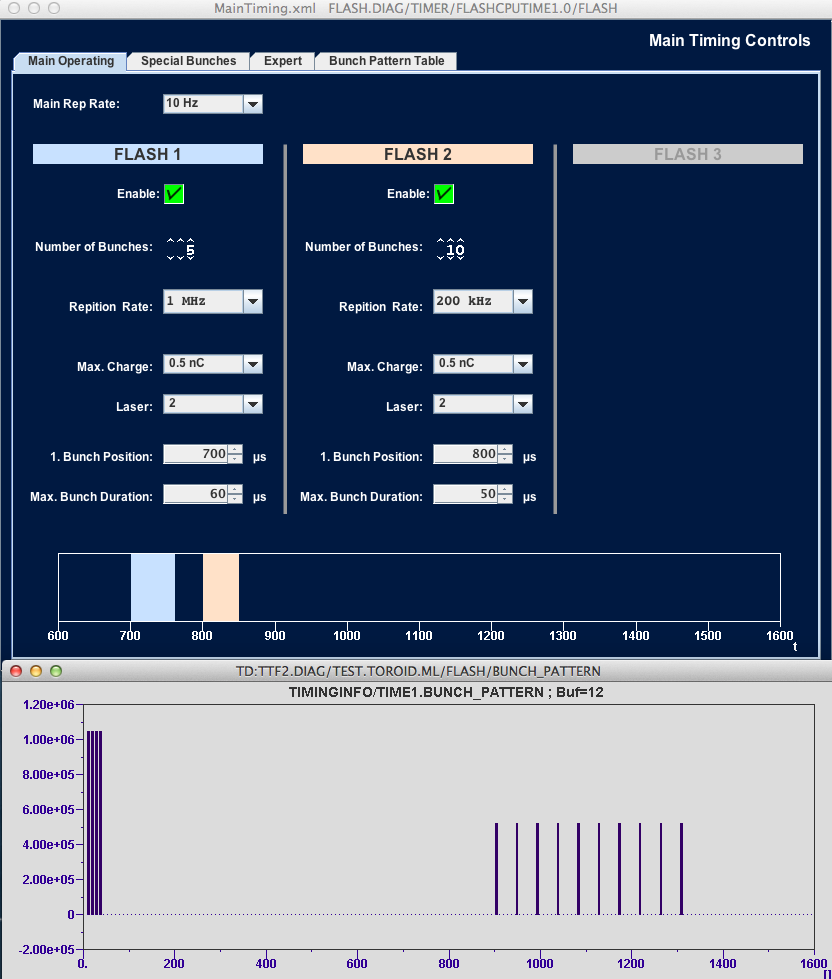 MainTiming.xml   FLASH.DIAG/TIMER/FLASHCPUTIME1.0/FLASH
Main Timing Controls
Main Operating Special Bunches Expert Bunch Pattern Table
Main Rep Rate: 10 Hz
FLASH 1 FLASH 2 FLASH 3
Enable: Enable:
Number of Bunches: 5 Number of Bunches: 10
Repition Rate: 1 MHz Repition Rate: 200 kHz
Max. Charge: 0.5 nC Max. Charge: 0.5 nC
Laser: 2 Laser: 2
1. Bunch Position: 700 µs 1. Bunch Position: 800 µs
Max. Bunch Duration: 60 µs Max. Bunch Duration: 50 µs
600 700 800 900 1000 1100 1200 1300 1400 1500 1600
t
TD:TTF2.DIAG/TEST.TOROID.ML/FLASH/BUNCH_PATTERN
TIMINGINFO/TIME1.BUNCH_PATTERN ; Buf=12
1.20e+06
1.00e+06
8.00e+05
6.00e+05
4.00e+05
2.00e+05
0
-2.00e+05
0. 200 400 600 800 1000 1200 1400 1600